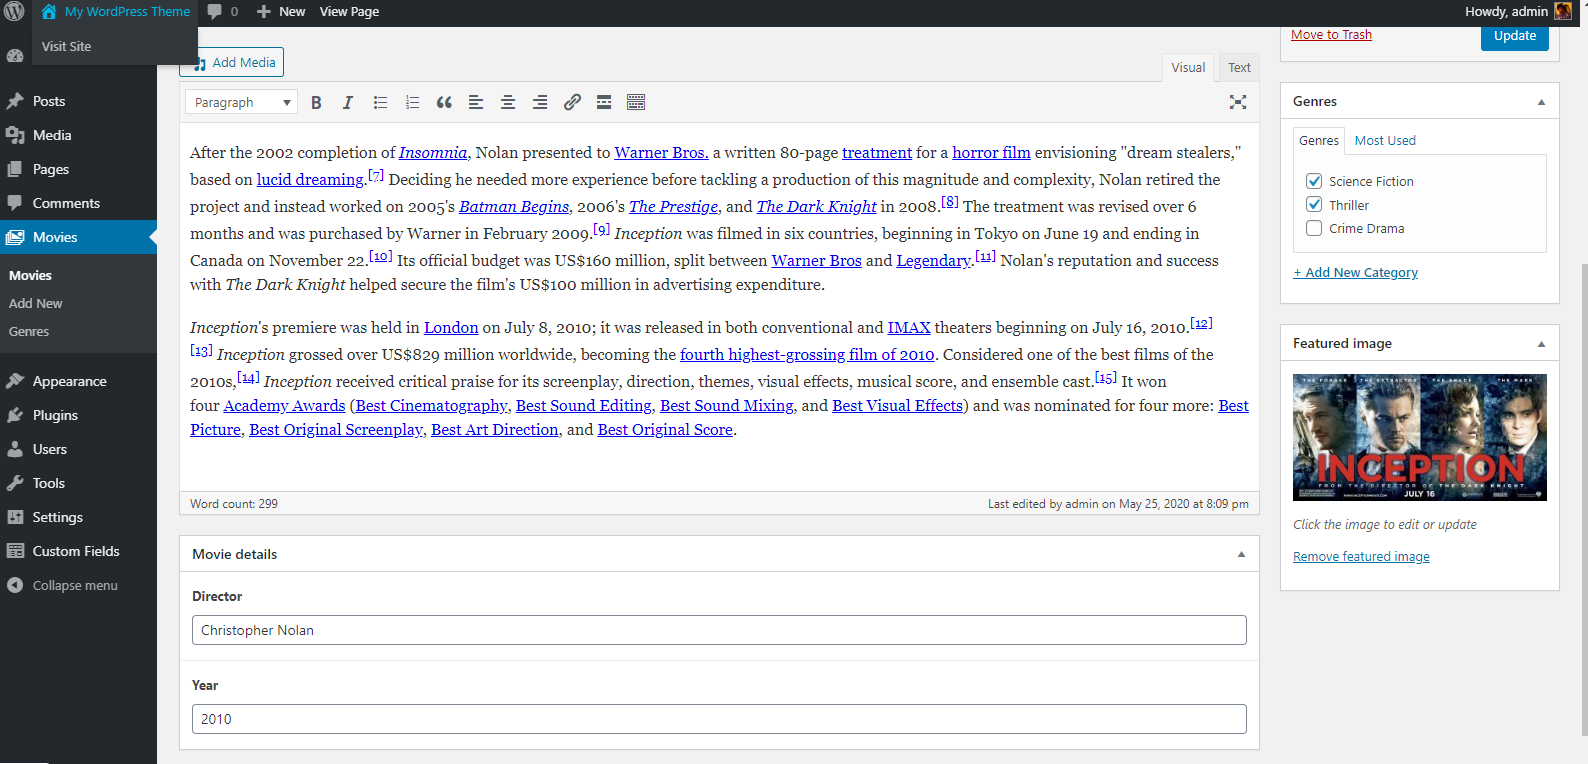 My WordPress Theme 0 New View Page Howdy, admin
Visit Site
Posts
Media
Pages
Comments
Movies
Movies
Add New
Genres
Appearance
Plugins
Users
Tools
Settings
Custom Fields
Collapse menu
Add Media
Visual Text
Paragraph
After the 2002 completion of Insomnia, Nolan presented to Warner Bros. a written 80-page treatment for a horror film envisioning "dream stealers,"
based on lucid dreaming.[7] Deciding he needed more experience before tackling a production of this magnitude and complexity, Nolan retired the
project and instead worked on 2005's Batman Begins, 2006's The Prestige, and The Dark Knight in 2008.[8] The treatment was revised over 6
months and was purchased by Warner in February 2009.[9] Inception was filmed in six countries, beginning in Tokyo on June 19 and ending in
Canada on November 22.[10] Its official budget was US$160 million, split between Warner Bros and Legendary.[11] Nolan's reputation and success
with The Dark Knight helped secure the film's US$100 million in advertising expenditure.
Inception's premiere was held in London on July 8, 2010; it was released in both conventional and IMAX theaters beginning on July 16, 2010.[12]
[13] Inception grossed over US$829 million worldwide, becoming the fourth highest-grossing film of 2010. Considered one of the best films of the
2010s,[14] Inception received critical praise for its screenplay, direction, themes, visual effects, musical score, and ensemble cast.[15] It won
four Academy Awards (Best Cinematography, Best Sound Editing, Best Sound Mixing, and Best Visual Effects) and was nominated for four more: Best
Picture, Best Original Screenplay, Best Art Direction, and Best Original Score.
Word count: 299 Last edited by admin on May 25, 2020 at 8:09 pm
Movie details
Director
Christopher Nolan
Year
2010
Move to Trash Update
Genres
Genres Most Used
Science Fiction
Thriller
Crime Drama
+ Add New Category
Featured image
THE FORGER THE EXTRACTOR THE SHADE THE MARK
INCEPTION
FROM THE DIRECTOR OF THE DARK KNIGHT
JULY 16
Click the image to edit or update
Remove featured image